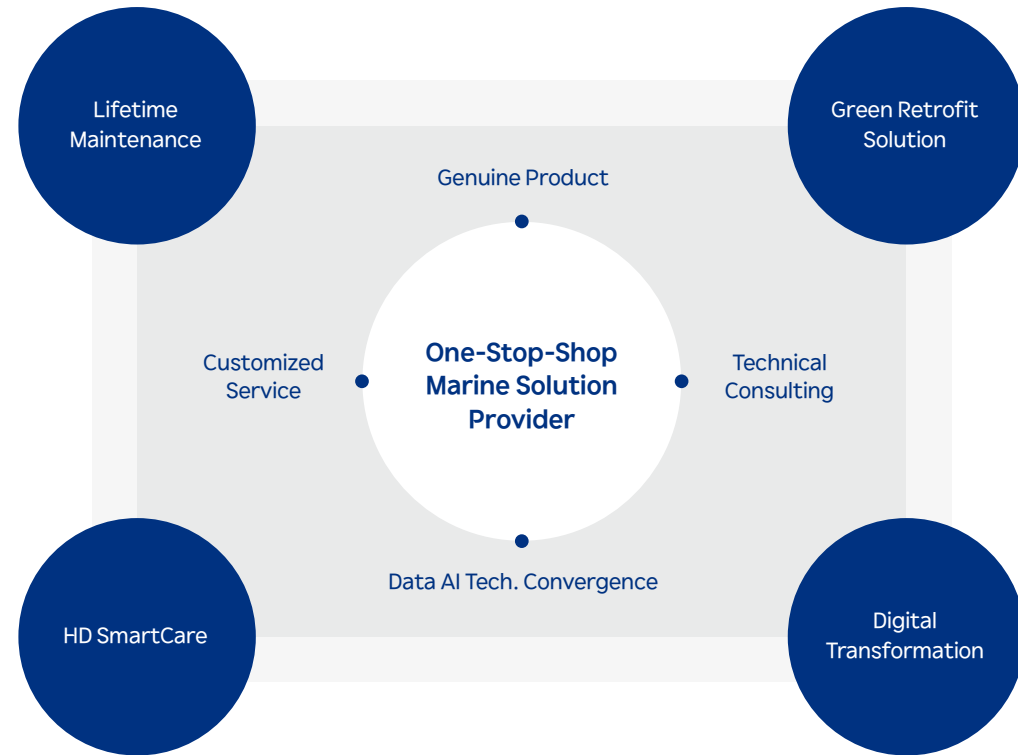 Lifetime
Maintenance
Green Retrofit
Solution
Genuine Product
Customized
Service
One-Stop-Shop
Marine Solution
Provider
Technical
Consulting
Data AI Tech. Convergence
HD SmartCare
Digital
Transformation